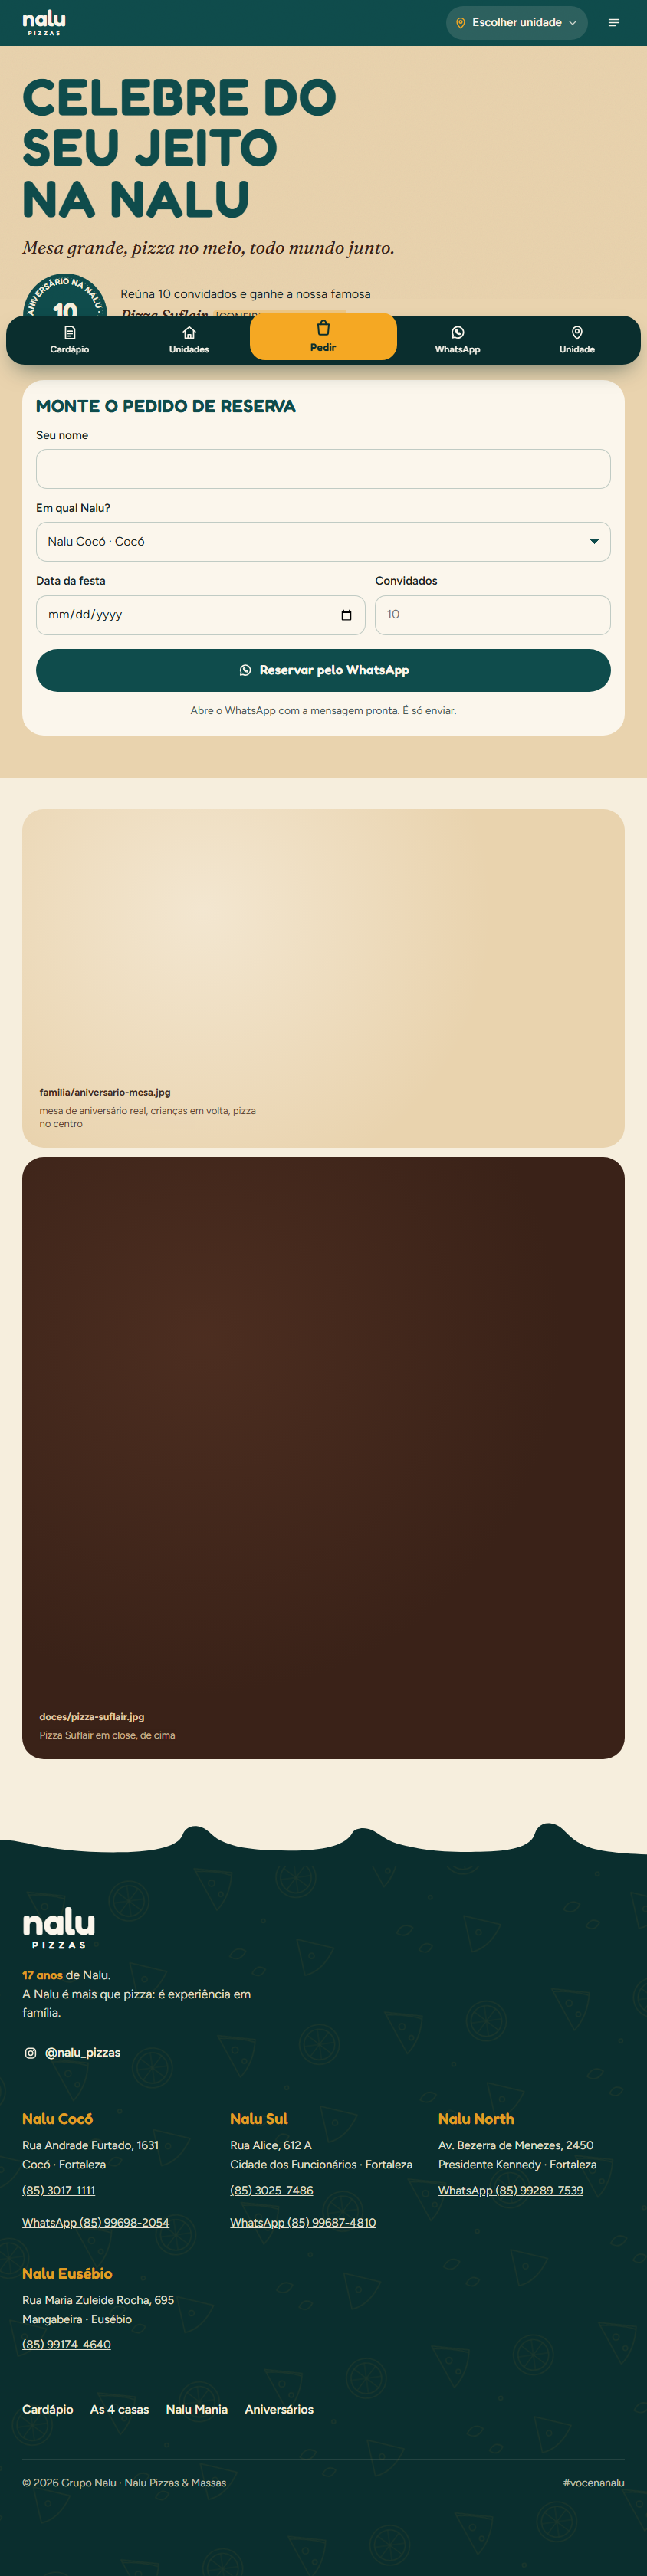 nalu
PIZZAS
Escolher unidade
CELEBRE DO
SEU JEITO
NA NALU
Mesa grande, pizza no meio, todo mundo junto.
ANIVERSÁRIO NA NALU
10
Reúna 10 convidados e ganhe a nossa famosa
Pizza Suflair
Cardápio
Unidades
Pedir
WhatsApp
Unidade
MONTE O PEDIDO DE RESERVA
Seu nome
Em qual Nalu?
Nalu Cocó · Cocó
Data da festa
Convidados
mm/dd/yyyy
10
Reservar pelo WhatsApp
Abre o WhatsApp com a mensagem pronta. É só enviar.
familia/aniversario-mesa.jpg
mesa de aniversário real, crianças em volta, pizza
no centro
doces/pizza-suflair.jpg
Pizza Suflair em close, de cima
nalu
PIZZAS
17 anos de Nalu.
A Nalu é mais que pizza: é experiência em
família.
@nalu_pizzas
Nalu Cocó
Rua Andrade Furtado, 1631
Cocó · Fortaleza
(85) 3017-1111
WhatsApp (85) 99698-2054
Nalu Sul
Rua Alice, 612 A
Cidade dos Funcionários · Fortaleza
(85) 3025-7486
WhatsApp (85) 99687-4810
Nalu North
Av. Bezerra de Menezes, 2450
Presidente Kennedy · Fortaleza
WhatsApp (85) 99289-7539
Nalu Eusébio
Rua Maria Zuleide Rocha, 695
Mangabeira · Eusébio
(85) 99174-4640
Cardápio
As 4 casas
Nalu Mania
Aniversários
© 2026 Grupo Nalu · Nalu Pizzas & Massas
#vocenanalu